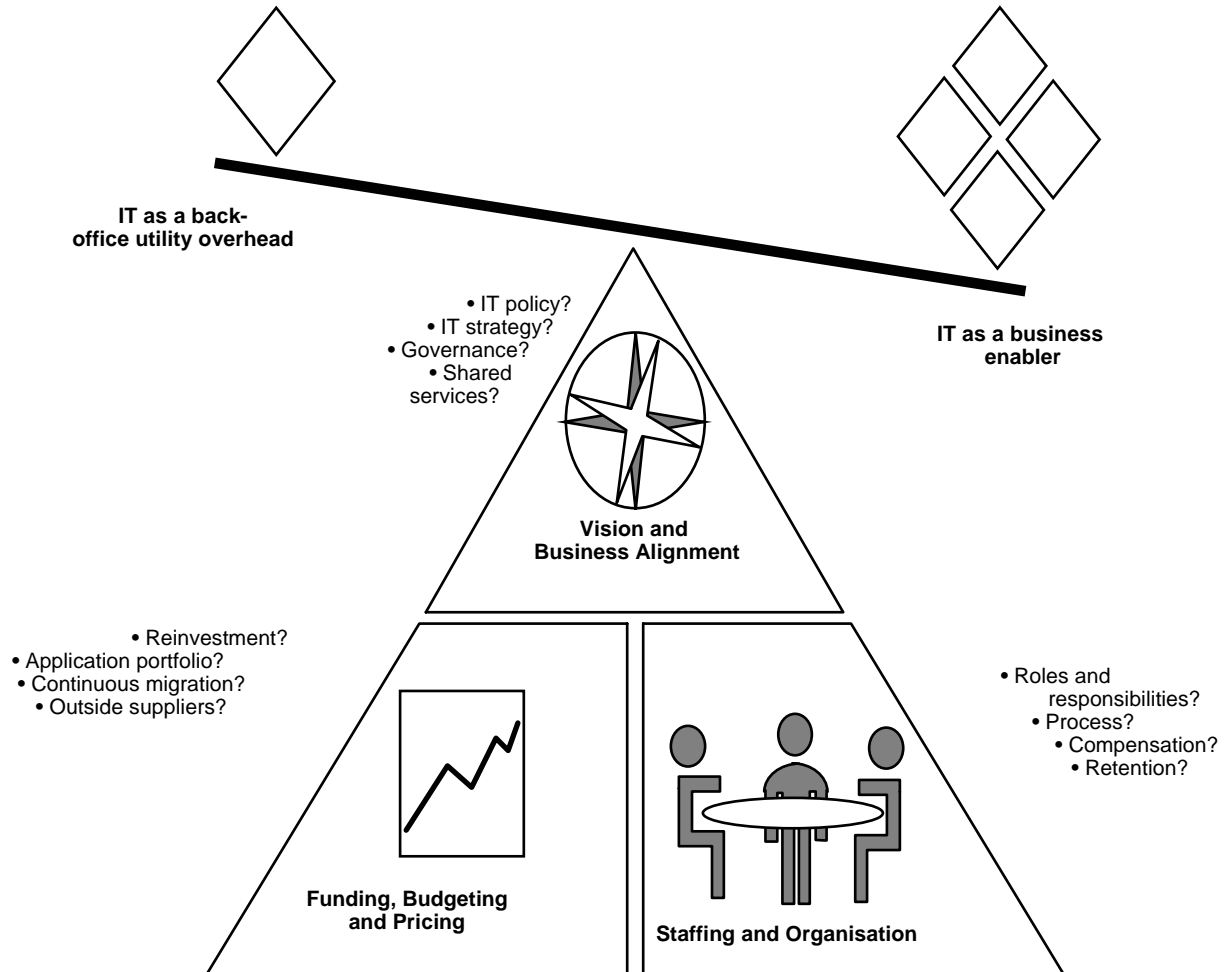 IT as a back-
office utility overhead
IT as a business
enabler
• IT policy?
• IT strategy?
• Governance?
• Shared
services?
Vision and
Business Alignment
• Reinvestment?
• Application portfolio?
• Continuous migration?
• Outside suppliers?
• Roles and
responsibilities?
• Process?
• Compensation?
• Retention?
Funding, Budgeting
and Pricing
Staffing and Organisation